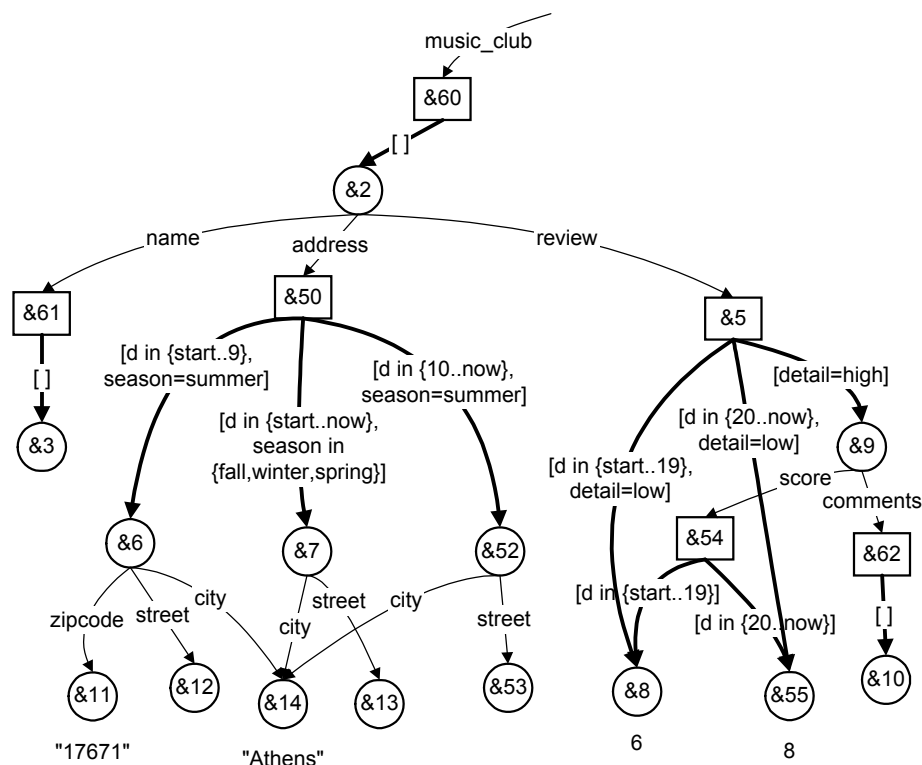 music_club
&60
[ ]
&2
name
address
review
&61
&50
&5
[d in {start..9},
season=summer]
[d in {10..now},
season=summer]
[detail=high]
[ ]
[d in {start..now},
season in
{fall,winter,spring}]
[d in {20..now},
detail=low]
&3
&9
[d in {start..19},
detail=low]
score
comments
&6
&7
&52
&54
&62
zipcode
street
city
city
street
city
street
[d in {start..19}]
[d in {20..now}]
[ ]
&11
&12
&14
&13
&53
&8
&55
&10
"17671"
"Athens"
6
8